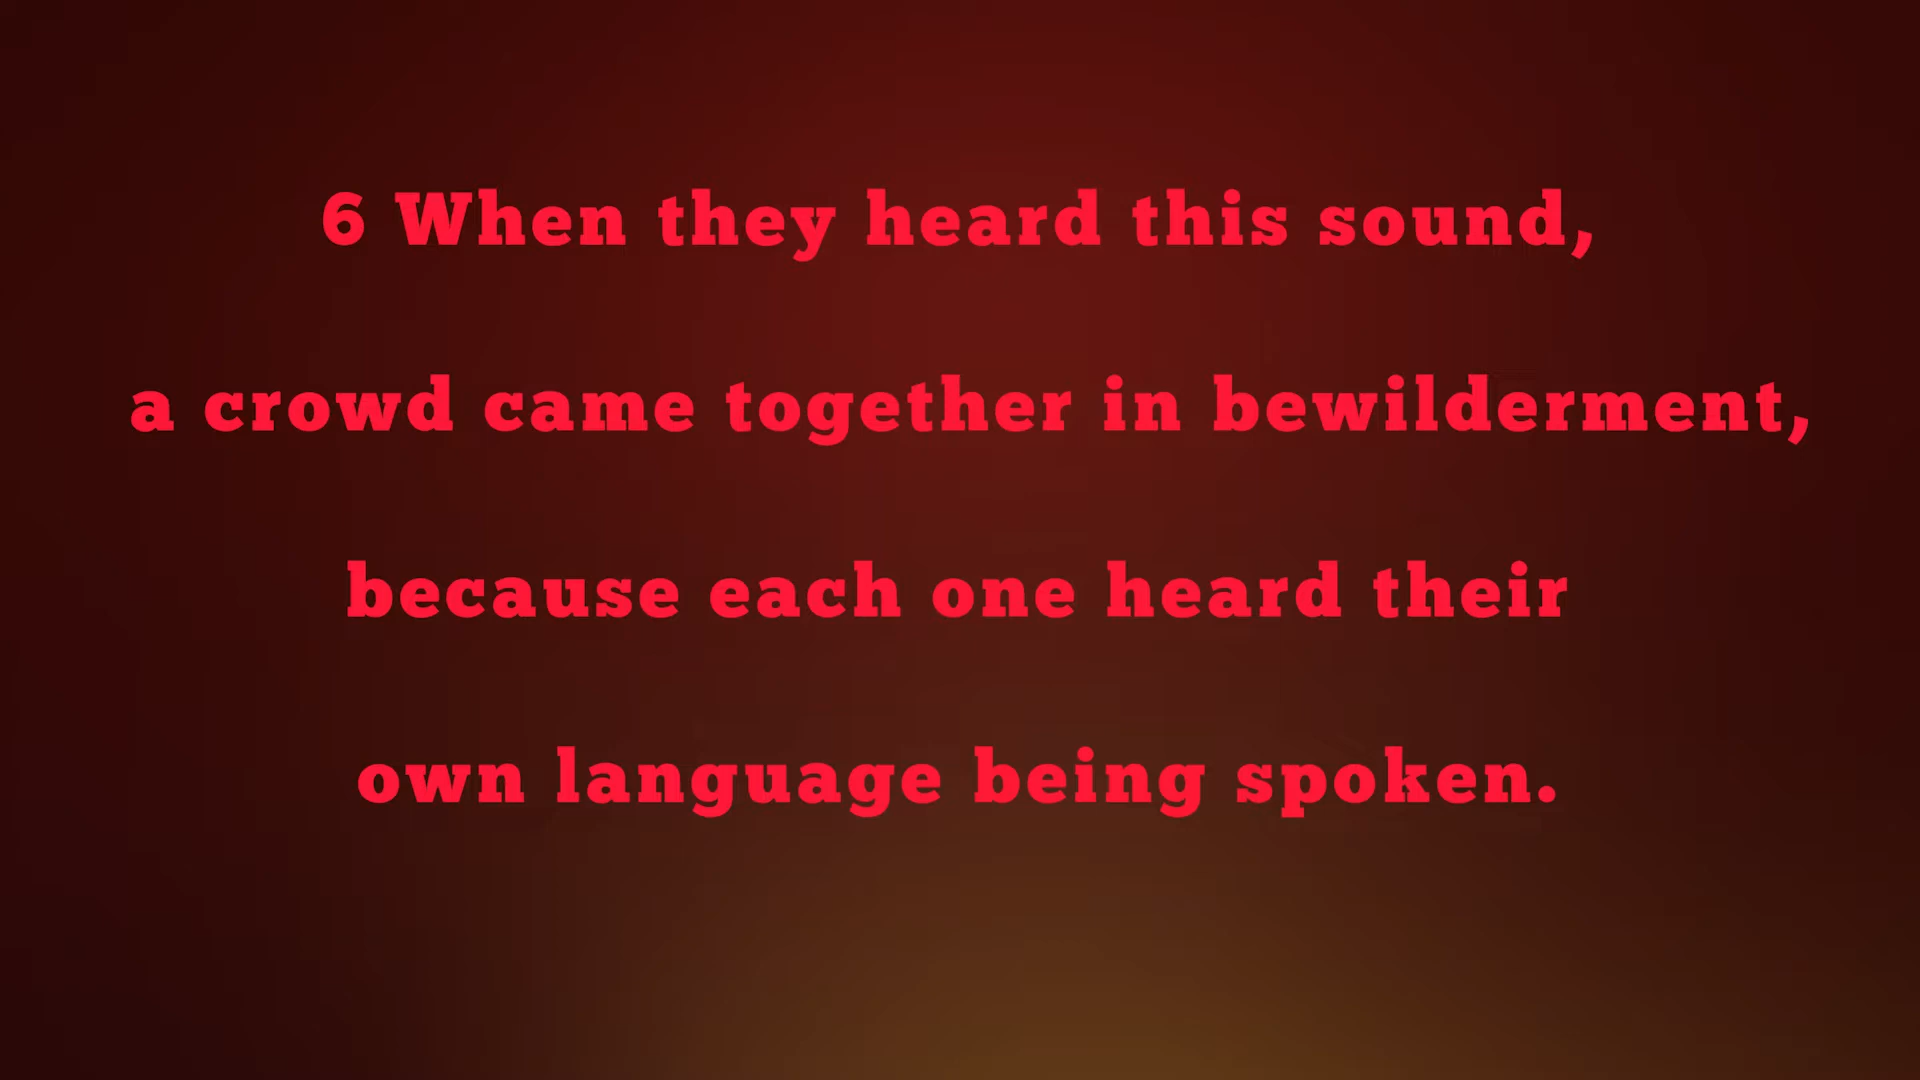 6 When they heard this sound,
a crowd came together in bewilderment,
because each one heard their
own language being spoken.